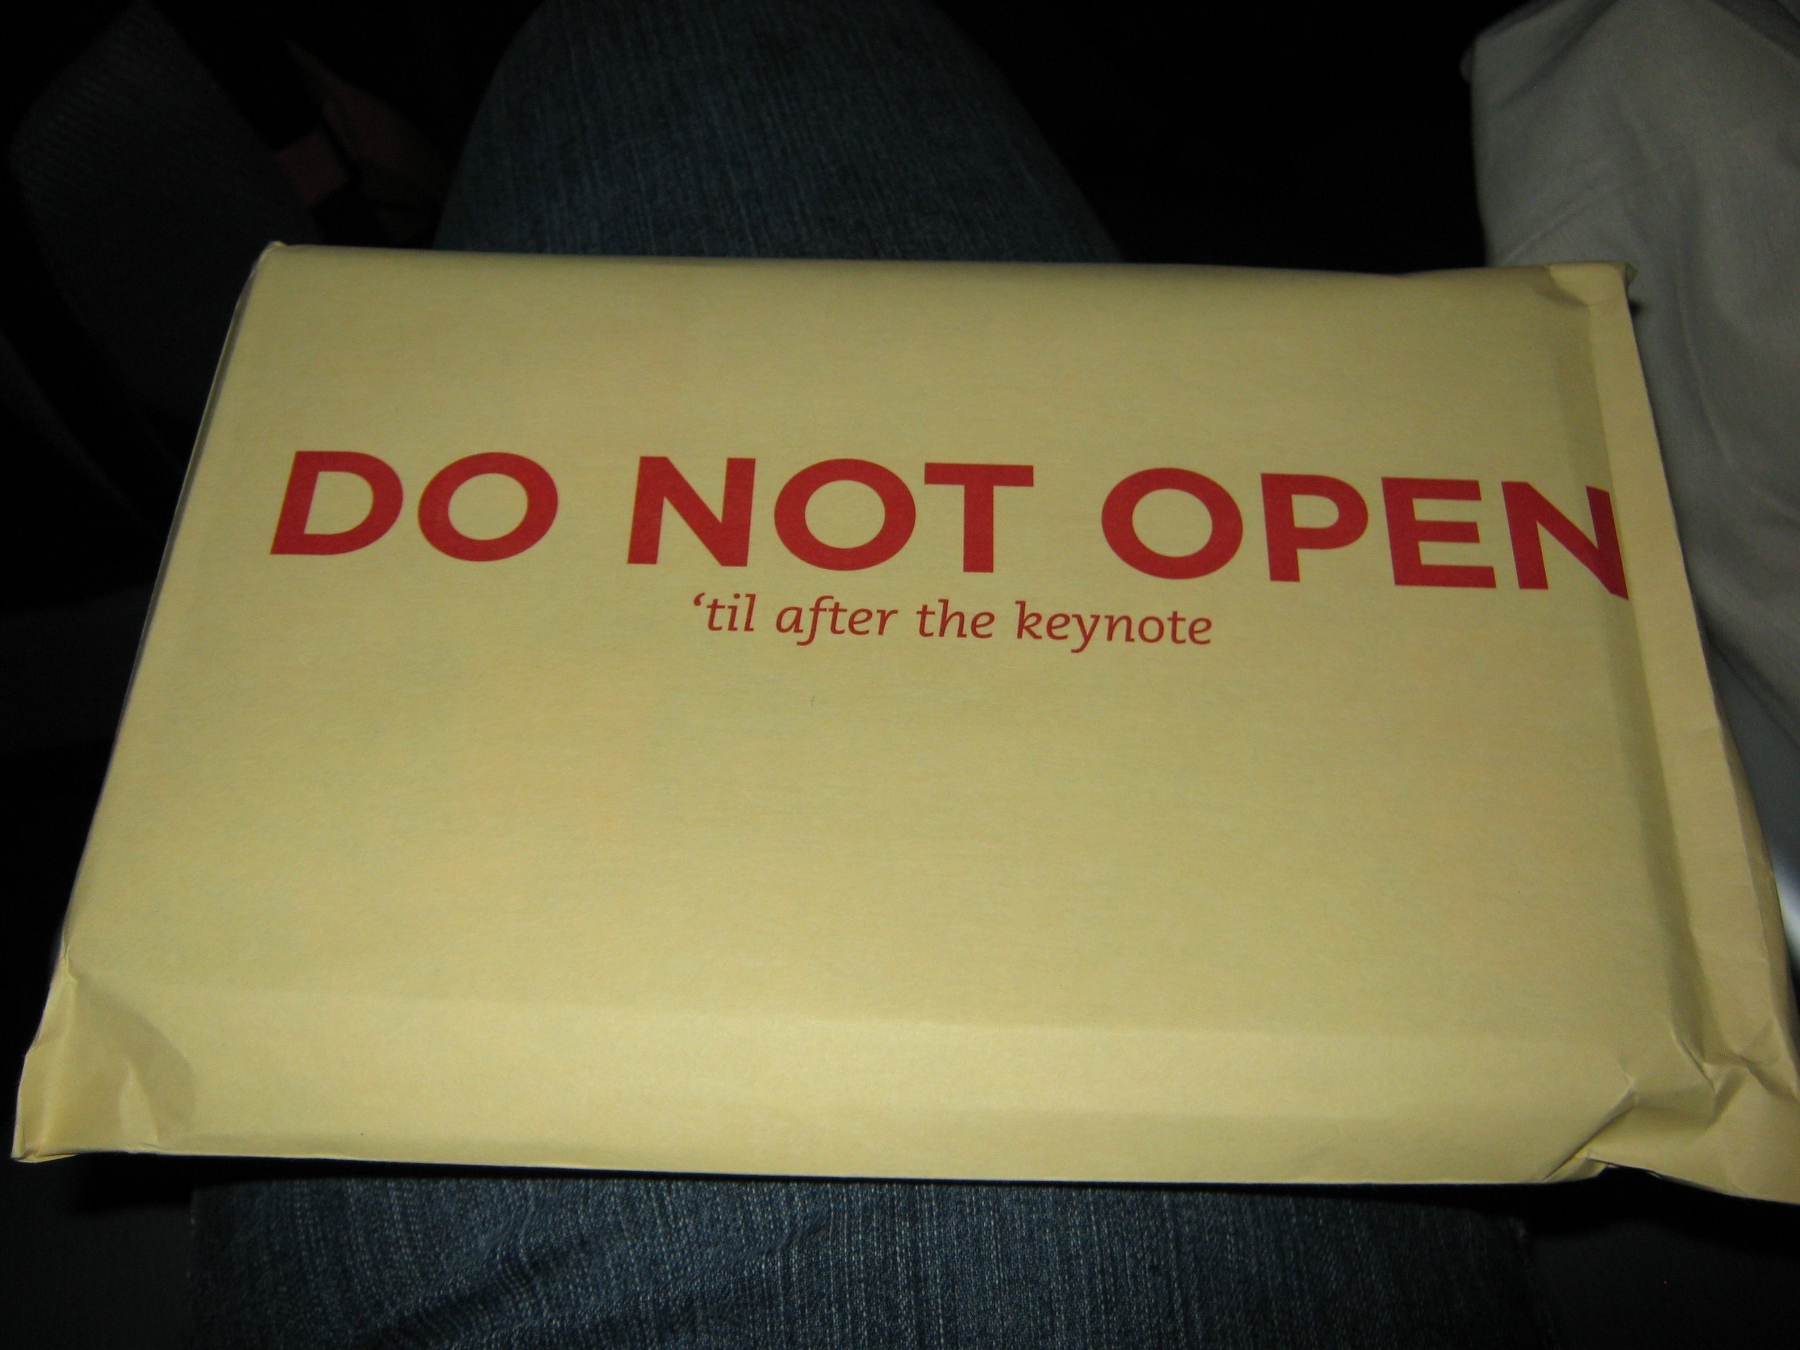 DO NOT OPEN
‘til after the keynote